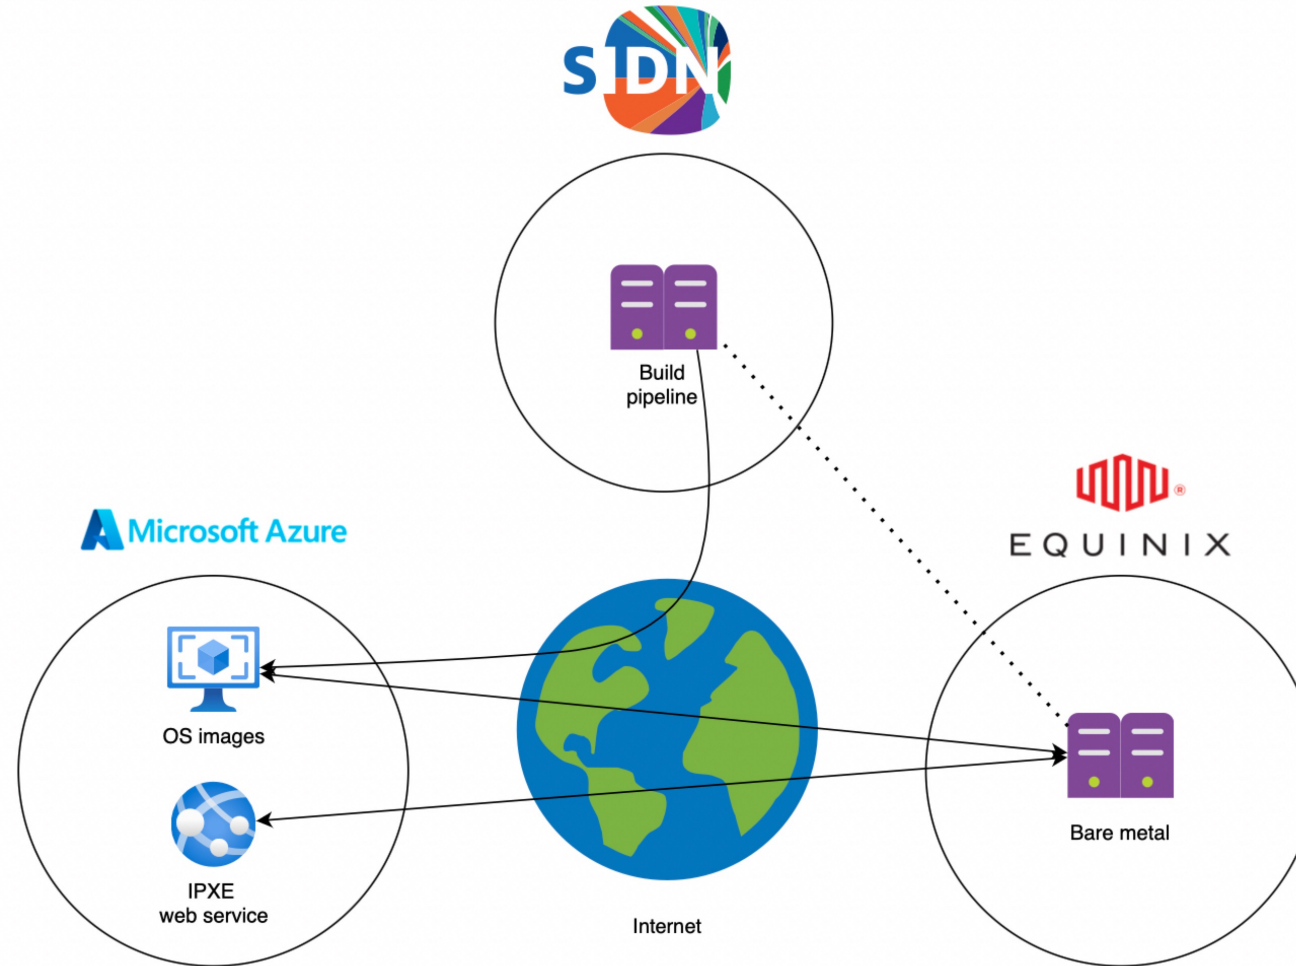 SIDN
Build
pipeline
Microsoft Azure
EQUINIX
®
OS images
IPXE
web service
Bare metal
Internet